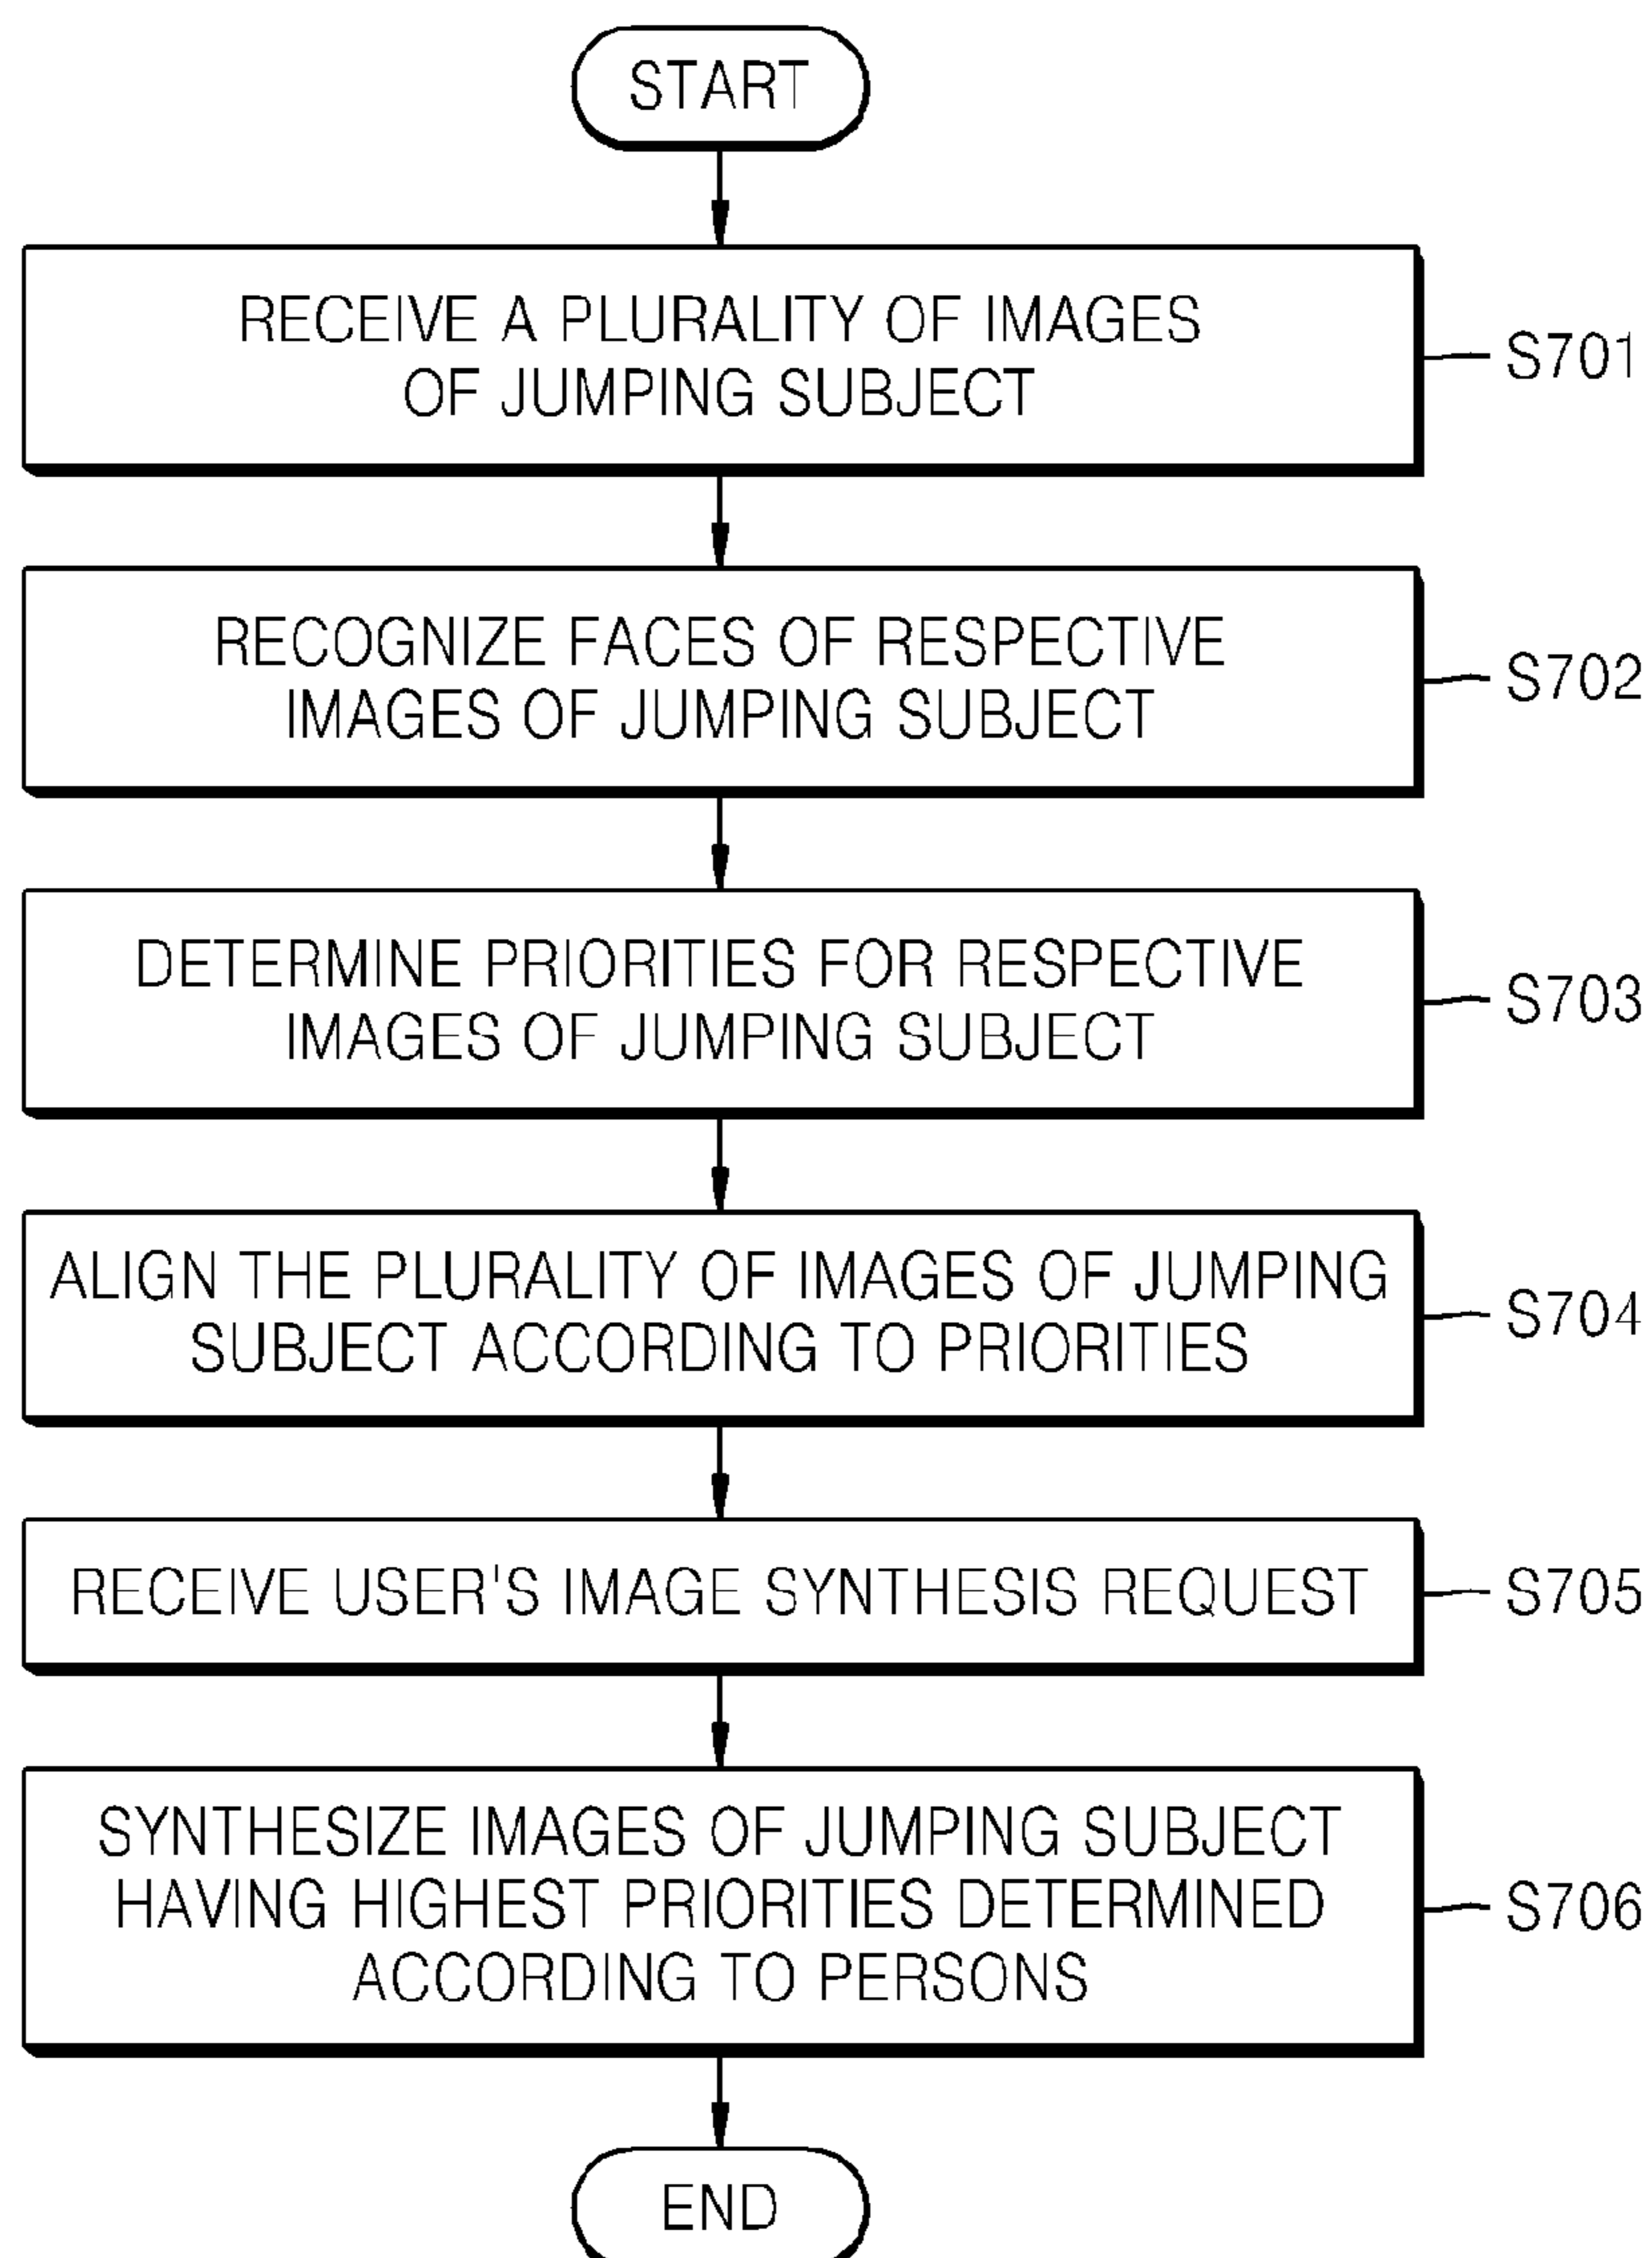 START
RECEIVE A PLURALITY OF IMAGES
OF JUMPING SUBJECT
S701
RECOGNIZE FACES OF RESPECTIVE
IMAGES OF JUMPING SUBJECT
S702
DETERMINE PRIORITIES FOR RESPECTIVE
IMAGES OF JUMPING SUBJECT
S703
ALIGN THE PLURALITY OF IMAGES OF JUMPING
SUBJECT ACCORDING TO PRIORITIES
S704
RECEIVE USER'S IMAGE SYNTHESIS REQUEST
S705
SYNTHESIZE IMAGES OF JUMPING SUBJECT
HAVING HIGHEST PRIORITIES DETERMINED
ACCORDING TO PERSONS
S706
END